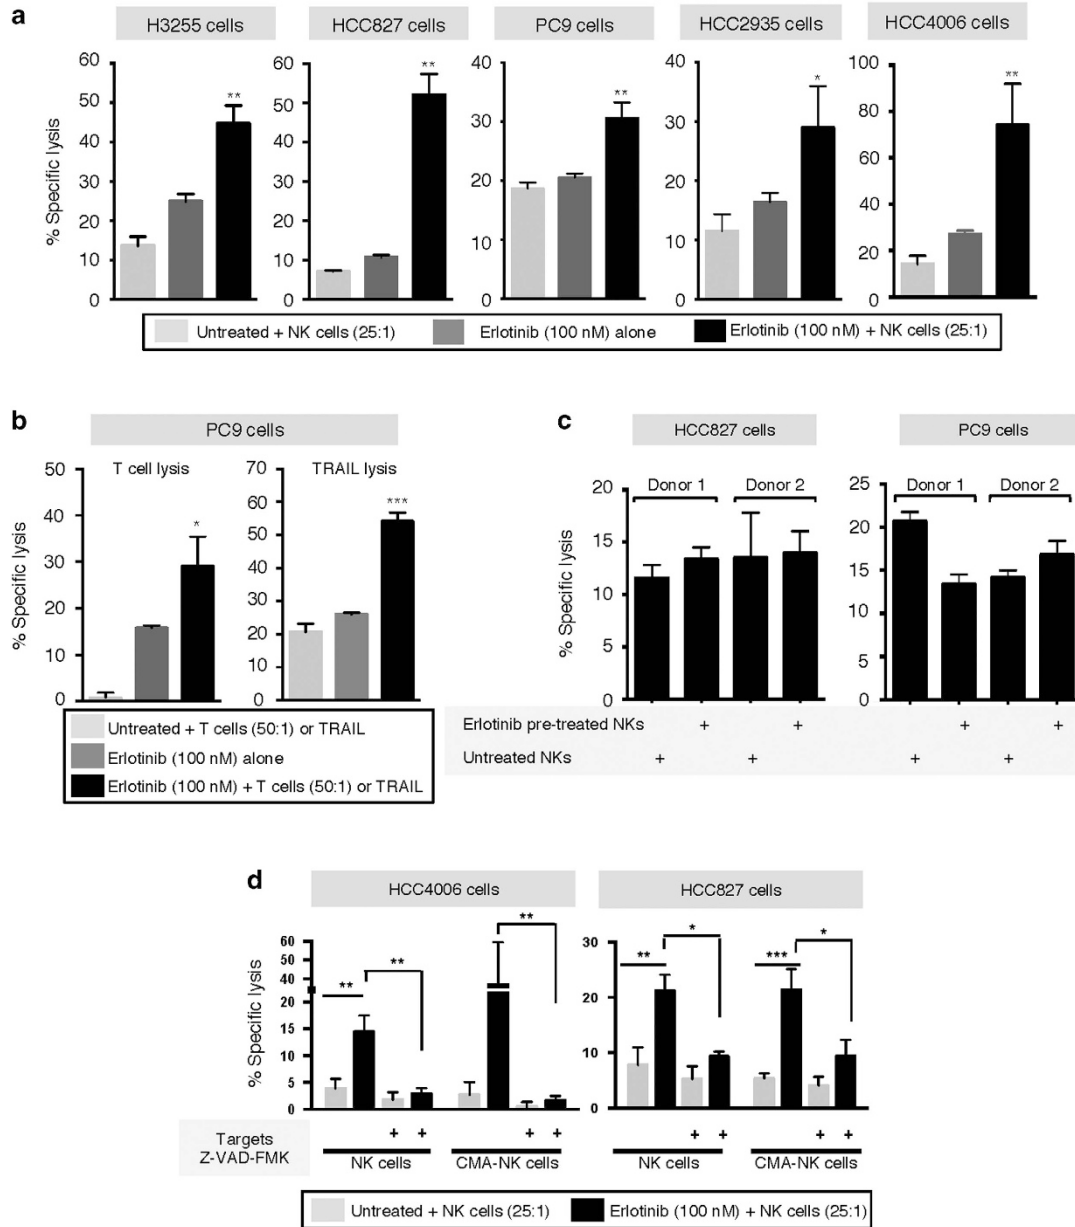 a
H3255 cells HCC827 cells PC9 cells HCC2935 cells HCC4006 cells
% Specific lysis
60 50 40 30 20 10 0 **
60 50 40 30 20 10 0 **
40 30 20 10 0 **
40 30 20 10 0 *
100 80 60 40 20 0 **
Untreated + NK cells (25:1) Erlotinib (100 nM) alone Erlotinib (100 nM) + NK cells (25:1)
b
PC9 cells
T cell lysis TRAIL lysis
% Specific lysis
50 40 30 20 10 0 *
70 60 50 40 30 20 10 0 ***
Untreated + T cells (50:1) or TRAIL
Erlotinib (100 nM) alone
Erlotinib (100 nM) + T cells (50:1) or TRAIL
c
HCC827 cells PC9 cells
Donor 1 Donor 2 Donor 1 Donor 2
% Specific lysis
20 15 10 5 0
25 20 15 10 5 0
Erlotinib pre-treated NKs + + + +
Untreated NKs + + + +
d
HCC4006 cells HCC827 cells
% Specific lysis
60 50 40 30 20 15 10 5 0 ** ** **
30 20 10 0 ** * *** *
Targets
Z-VAD-FMK + + + + + + + +
NK cells CMA-NK cells NK cells CMA-NK cells
Untreated + NK cells (25:1) Erlotinib (100 nM) + NK cells (25:1)